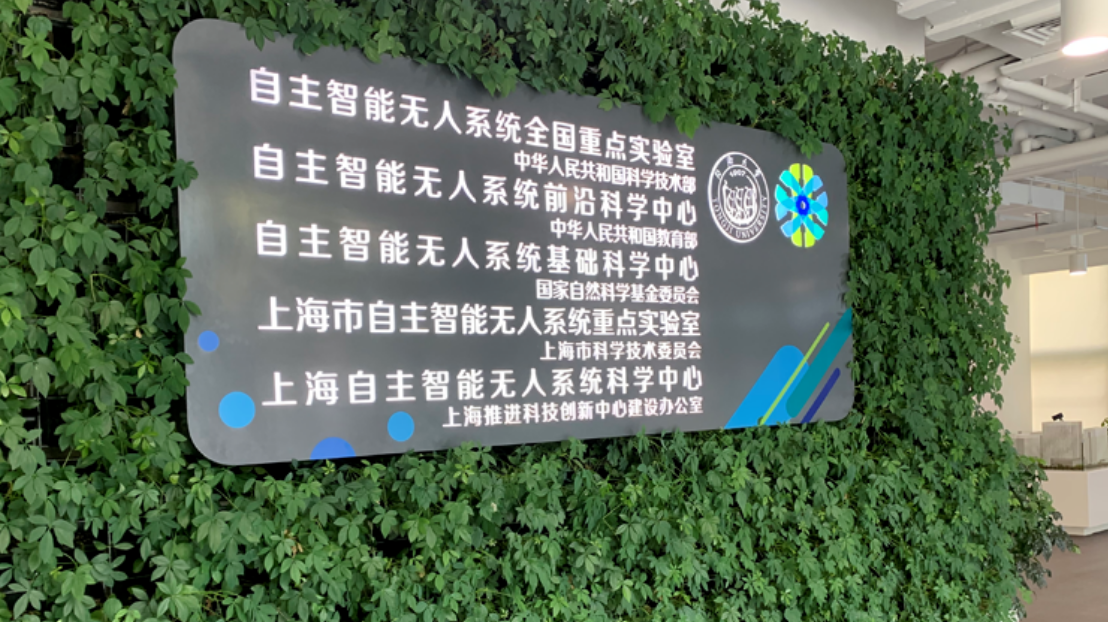 自主智能无人系统全国重点实验室
中华人民共和国科学技术部
自主智能无人系统前沿科学中心
中华人民共和国教育部
自主智能无人系统基础科学中心
国家自然科学基金委员会
上海市自主智能无人系统重点实验室
上海市科学技术委员会
上海自主智能无人系统科学中心
上海推进科技创新中心建设办公室
1907
TONGJI UNIVERSITY